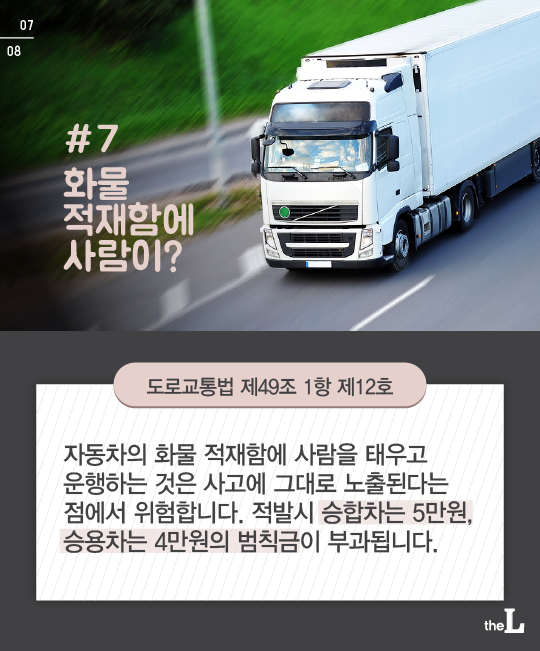 07
08
#7
화물
적재함에
사람이?
도로교통법 제49조 1항 제12호
자동차의 화물 적재함에 사람을 태우고
운행하는 것은 사고에 그대로 노출된다는
점에서 위험합니다. 적발시 승합차는 5만원,
승용차는 4만원의 범칙금이 부과됩니다.
the L